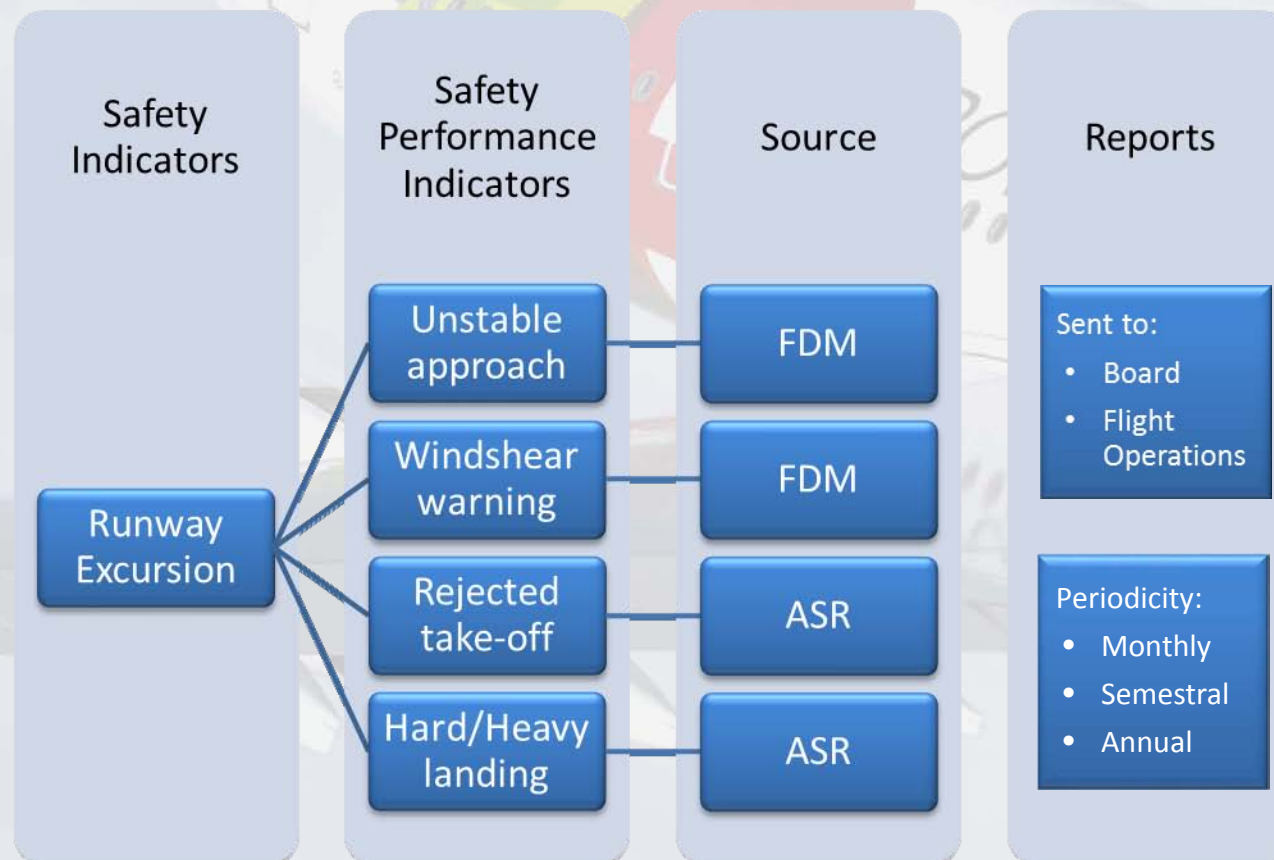 Safety
Indicators
Safety
Performance
Indicators
Source
Reports
Runway
Excursion
Unstable
approach
FDM
Windshear
warning
FDM
Rejected
take-off
ASR
Hard/Heavy
landing
ASR
Sent to:
• Board
• Flight
Operations
Periodicity:
• Monthly
• Semestral
• Annual